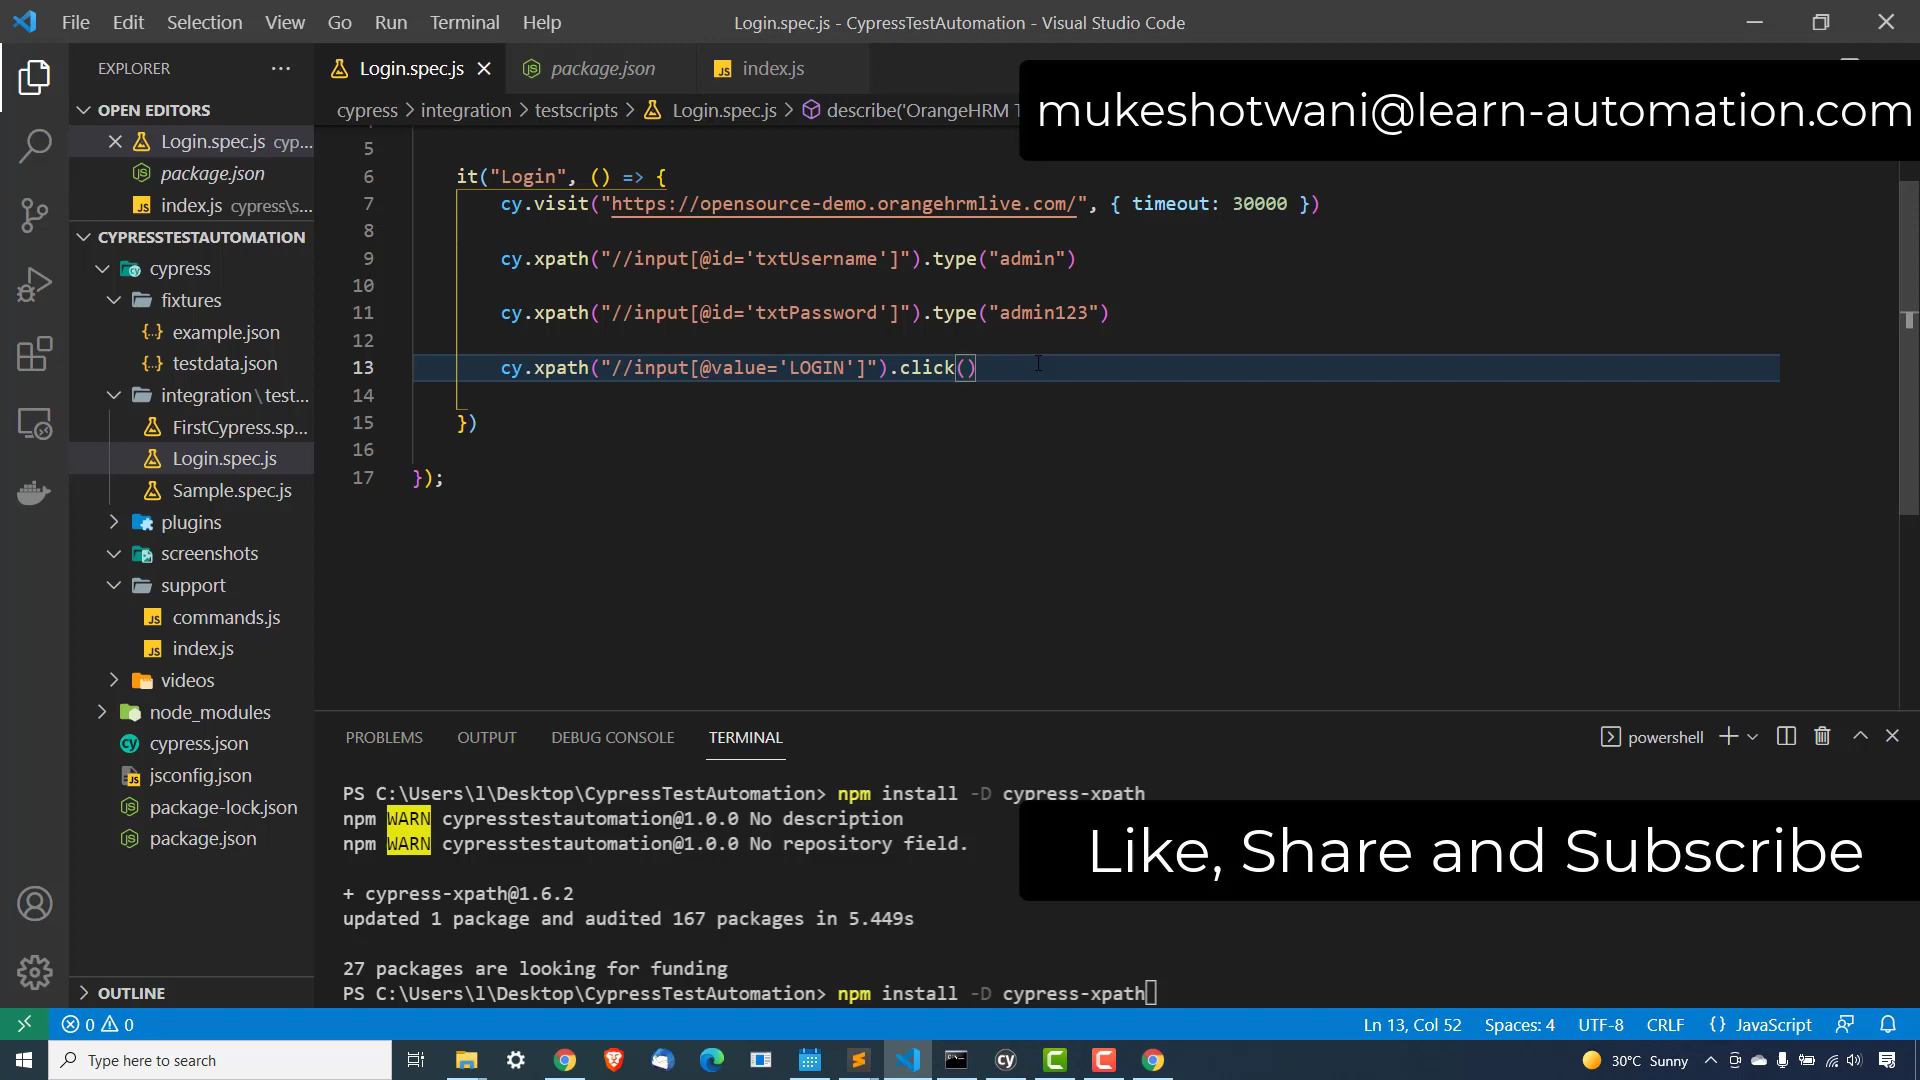 File Edit Selection View Go Run Terminal Help
Login.spec.js - CypressTestAutomation - Visual Studio Code
EXPLORER
OPEN EDITORS
Login.spec.js cyp...
package.json
index.js cypress\s...
CYPRESSTESTAUTOMATION
cypress
fixtures
example.json
testdata.json
integration\test...
FirstCypress.sp...
Login.spec.js
Sample.spec.js
plugins
screenshots
support
commands.js
index.js
videos
node_modules
cypress.json
jsconfig.json
package-lock.json
package.json
OUTLINE
Login.spec.js
package.json
index.js
cypress > integration > testscripts > Login.spec.js > describe('OrangeHRM T
mukeshotwani@learn-automation.com
5
6 it("Login", () => {
7 cy.visit("https://opensource-demo.orangehrmlive.com/", { timeout: 30000 })
8
9 cy.xpath("//input[@id='txtUsername']").type("admin")
10
11 cy.xpath("//input[@id='txtPassword']").type("admin123")
12
13 cy.xpath("//input[@value='LOGIN']").click()
14
15 })
16
17 });
PROBLEMS OUTPUT DEBUG CONSOLE TERMINAL
powershell
PS C:\Users\l\Desktop\CypressTestAutomation> npm install -D cypress-xpath
npm WARN cypresstestautomation@1.0.0 No description
npm WARN cypresstestautomation@1.0.0 No repository field.
+ cypress-xpath@1.6.2
updated 1 package and audited 167 packages in 5.449s
27 packages are looking for funding
PS C:\Users\l\Desktop\CypressTestAutomation> npm install -D cypress-xpath
Like, Share and Subscribe
0 0
Ln 13, Col 52 Spaces: 4 UTF-8 CRLF {} JavaScript
Type here to search
30°C Sunny